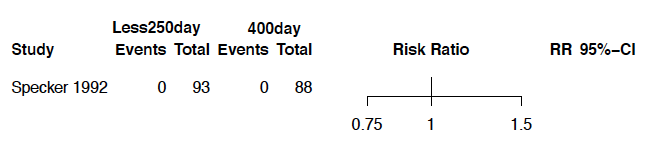 Less250day 400day
Study Events Total Events Total Risk Ratio RR 95%−CI
Specker 1992 0 93 0 88
0.75 1 1.5